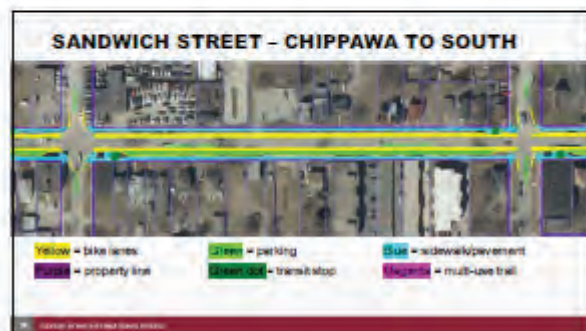 SANDWICH STREET – CHIPPAWA TO SOUTH
Yellow = bike lanes
Green = parking
Blue = sidewalk/pavement
Purple = property line
Green dot = transit stop
Magenta = multi-use trail